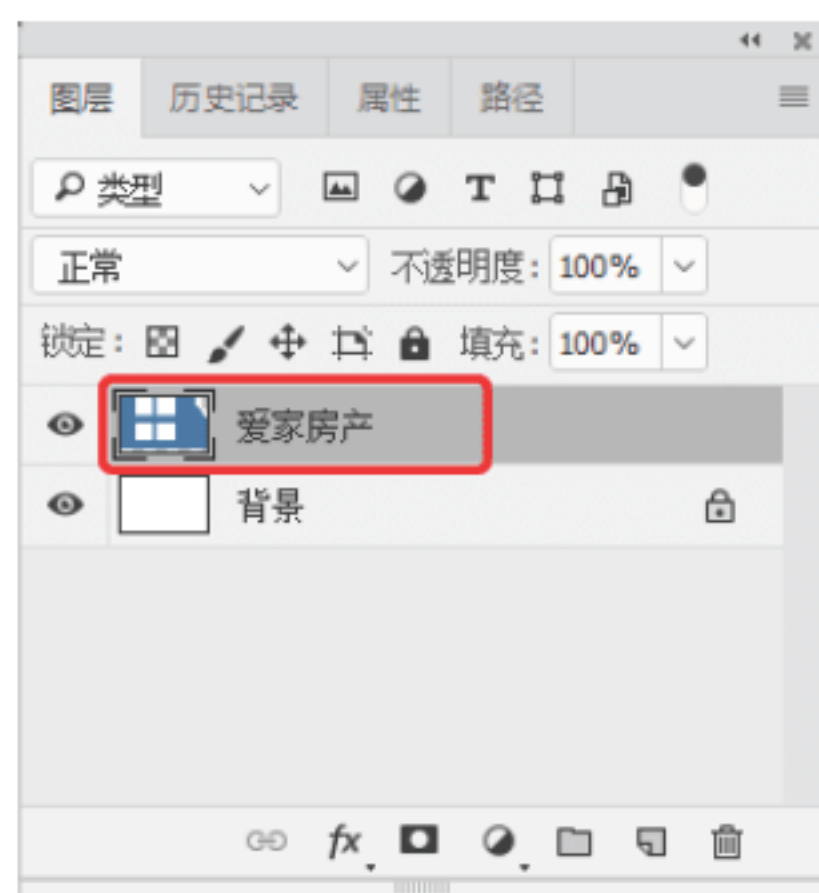 图层 历史记录 属性 路径
类型 T
正常 不透明度: 100%
锁定: 填充: 100%
爱家房产
背景
fx